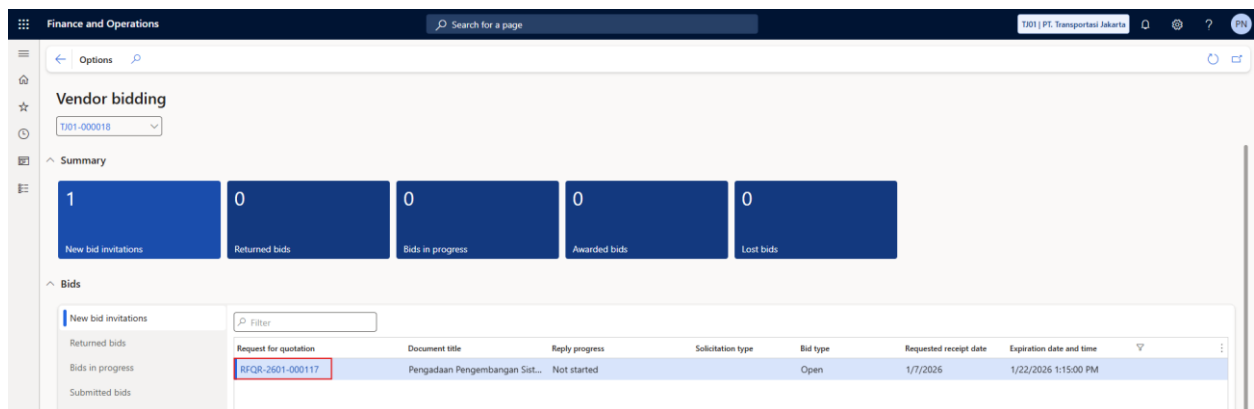 Finance and Operations
Search for a page
TJ01 | PT. Transportasi Jakarta
?
PN
Options
Vendor bidding
TJ01-000018
Summary
1
New bid invitations
0
Returned bids
0
Bids in progress
0
Awarded bids
0
Lost bids
Bids
New bid invitations
Returned bids
Bids in progress
Submitted bids
Filter
Request for quotation Document title Reply progress Solicitation type Bid type Requested receipt date Expiration date and time
RFQR-2601-000117 Pengadaan Pengembangan Sist... Not started Open 1/7/2026 1/22/2026 1:15:00 PM